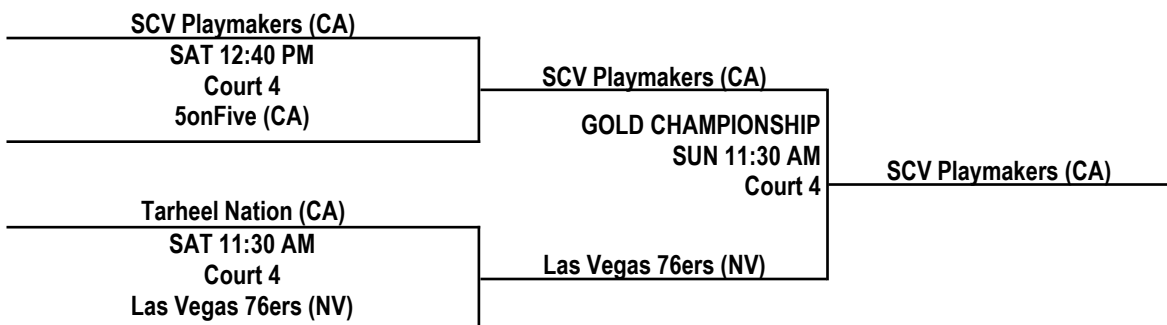 SCV Playmakers (CA)
SAT 12:40 PM
Court 4
5onFive (CA)
SCV Playmakers (CA)
GOLD CHAMPIONSHIP
SUN 11:30 AM
Court 4
SCV Playmakers (CA)
Tarheel Nation (CA)
SAT 11:30 AM
Court 4
Las Vegas 76ers (NV)
Las Vegas 76ers (NV)